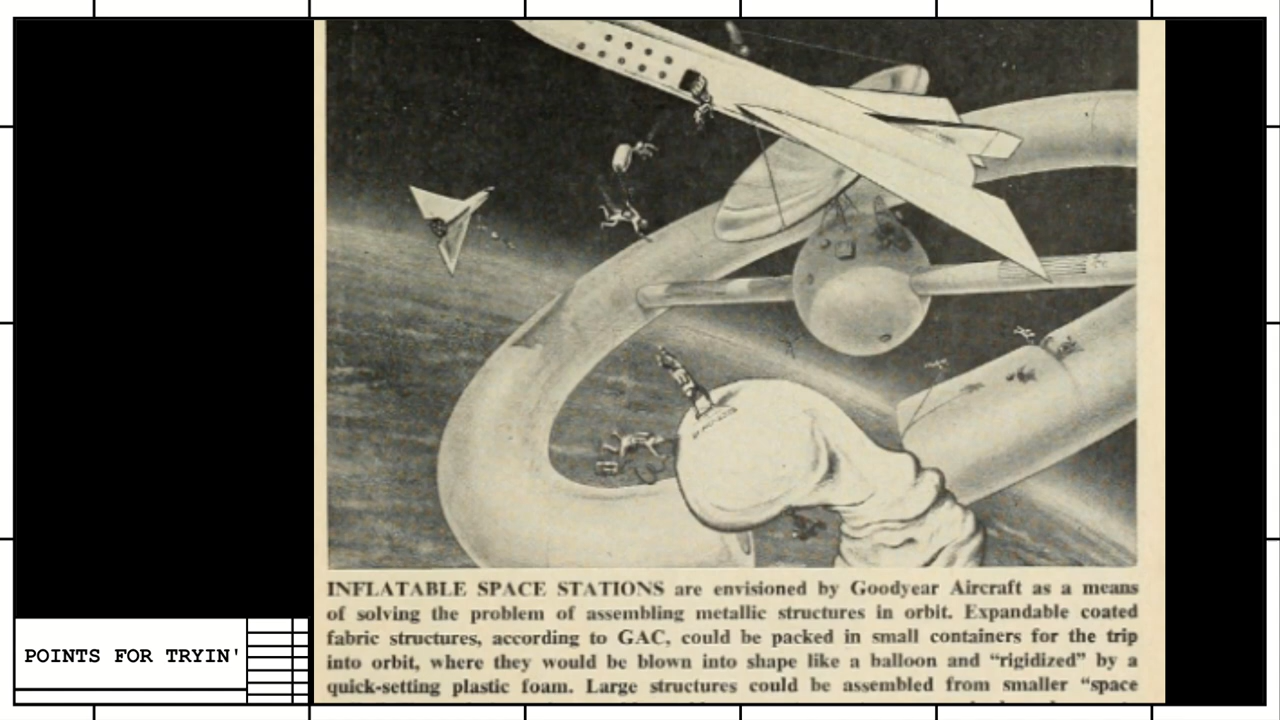 POINTS FOR TRYIN'
INFLATABLE SPACE STATIONS are envisioned by Goodyear Aircraft as a means
of solving the problem of assembling metallic structures in orbit. Expandable coated
fabric structures, according to GAC, could be packed in small containers for the trip
into orbit, where they would be blown into shape like a balloon and “rigidized” by a
quick-setting plastic foam. Large structures could be assembled from smaller “space